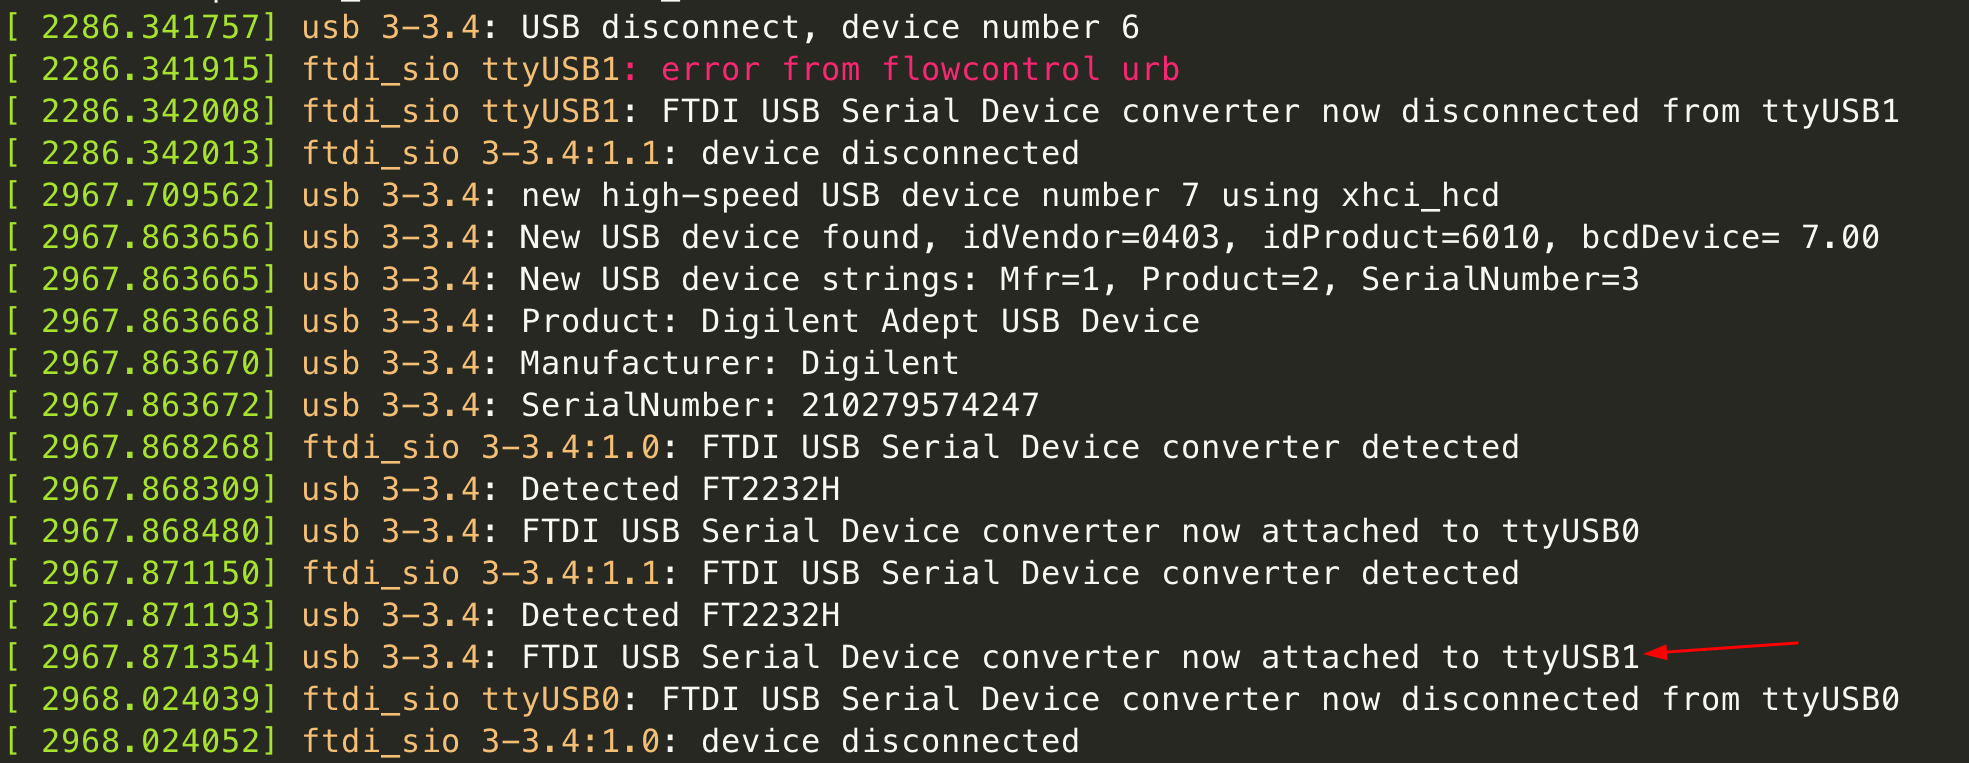 [ 2286.341757] usb 3-3.4: USB disconnect, device number 6
[ 2286.341915] ftdi_sio ttyUSB1: error from flowcontrol urb
[ 2286.342008] ftdi_sio ttyUSB1: FTDI USB Serial Device converter now disconnected from ttyUSB1
[ 2286.342013] ftdi_sio 3-3.4:1.1: device disconnected
[ 2967.709562] usb 3-3.4: new high-speed USB device number 7 using xhci_hcd
[ 2967.863656] usb 3-3.4: New USB device found, idVendor=0403, idProduct=6010, bcdDevice= 7.00
[ 2967.863665] usb 3-3.4: New USB device strings: Mfr=1, Product=2, SerialNumber=3
[ 2967.863668] usb 3-3.4: Product: Digilent Adept USB Device
[ 2967.863670] usb 3-3.4: Manufacturer: Digilent
[ 2967.863672] usb 3-3.4: SerialNumber: 210279574247
[ 2967.868268] ftdi_sio 3-3.4:1.0: FTDI USB Serial Device converter detected
[ 2967.868309] usb 3-3.4: Detected FT2232H
[ 2967.868480] usb 3-3.4: FTDI USB Serial Device converter now attached to ttyUSB0
[ 2967.871150] ftdi_sio 3-3.4:1.1: FTDI USB Serial Device converter detected
[ 2967.871193] usb 3-3.4: Detected FT2232H
[ 2967.871354] usb 3-3.4: FTDI USB Serial Device converter now attached to ttyUSB1
[ 2968.024039] ftdi_sio ttyUSB0: FTDI USB Serial Device converter now disconnected from ttyUSB0
[ 2968.024052] ftdi_sio 3-3.4:1.0: device disconnected